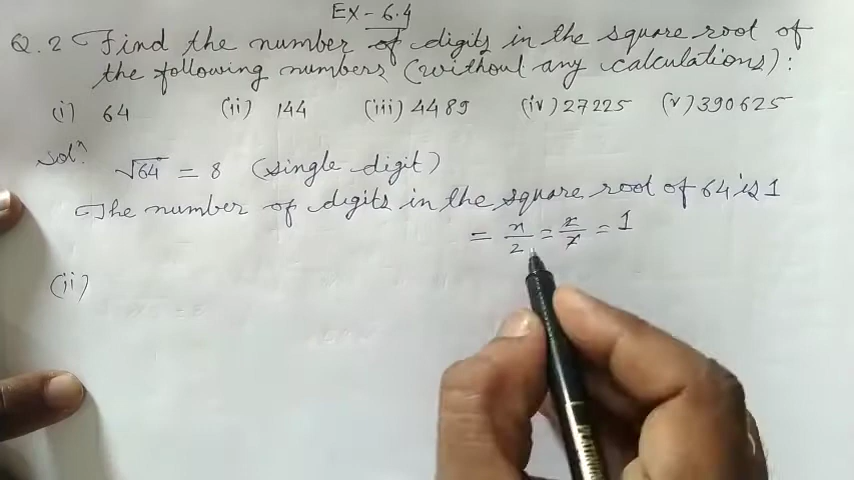 EX-6.4
Q.2 Find the number of digits in the square root of
the following numbers (without any calculations):
(i) 64 (ii) 144 (iii) 4489 (iv) 27225 (v) 390625
Solⁿ
√64 = 8 (single digit)
The number of digits in the square root of 64 is 1
= n/2 = 2/2 = 1
(ii)